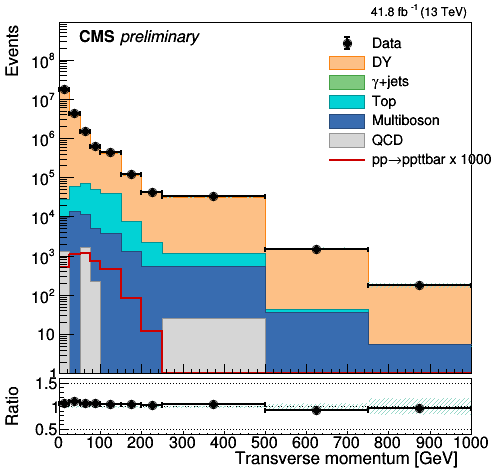 41.8 fb⁻¹ (13 TeV)
CMS preliminary
Events
Data
DY
γ+jets
Top
Multiboson
QCD
pp→ppttbar x 1000
10⁸
10⁷
10⁶
10⁵
10⁴
10³
10²
10
1
Ratio
1.5
1
0.5
0 100 200 300 400 500 600 700 800 900 1000
Transverse momentum [GeV]